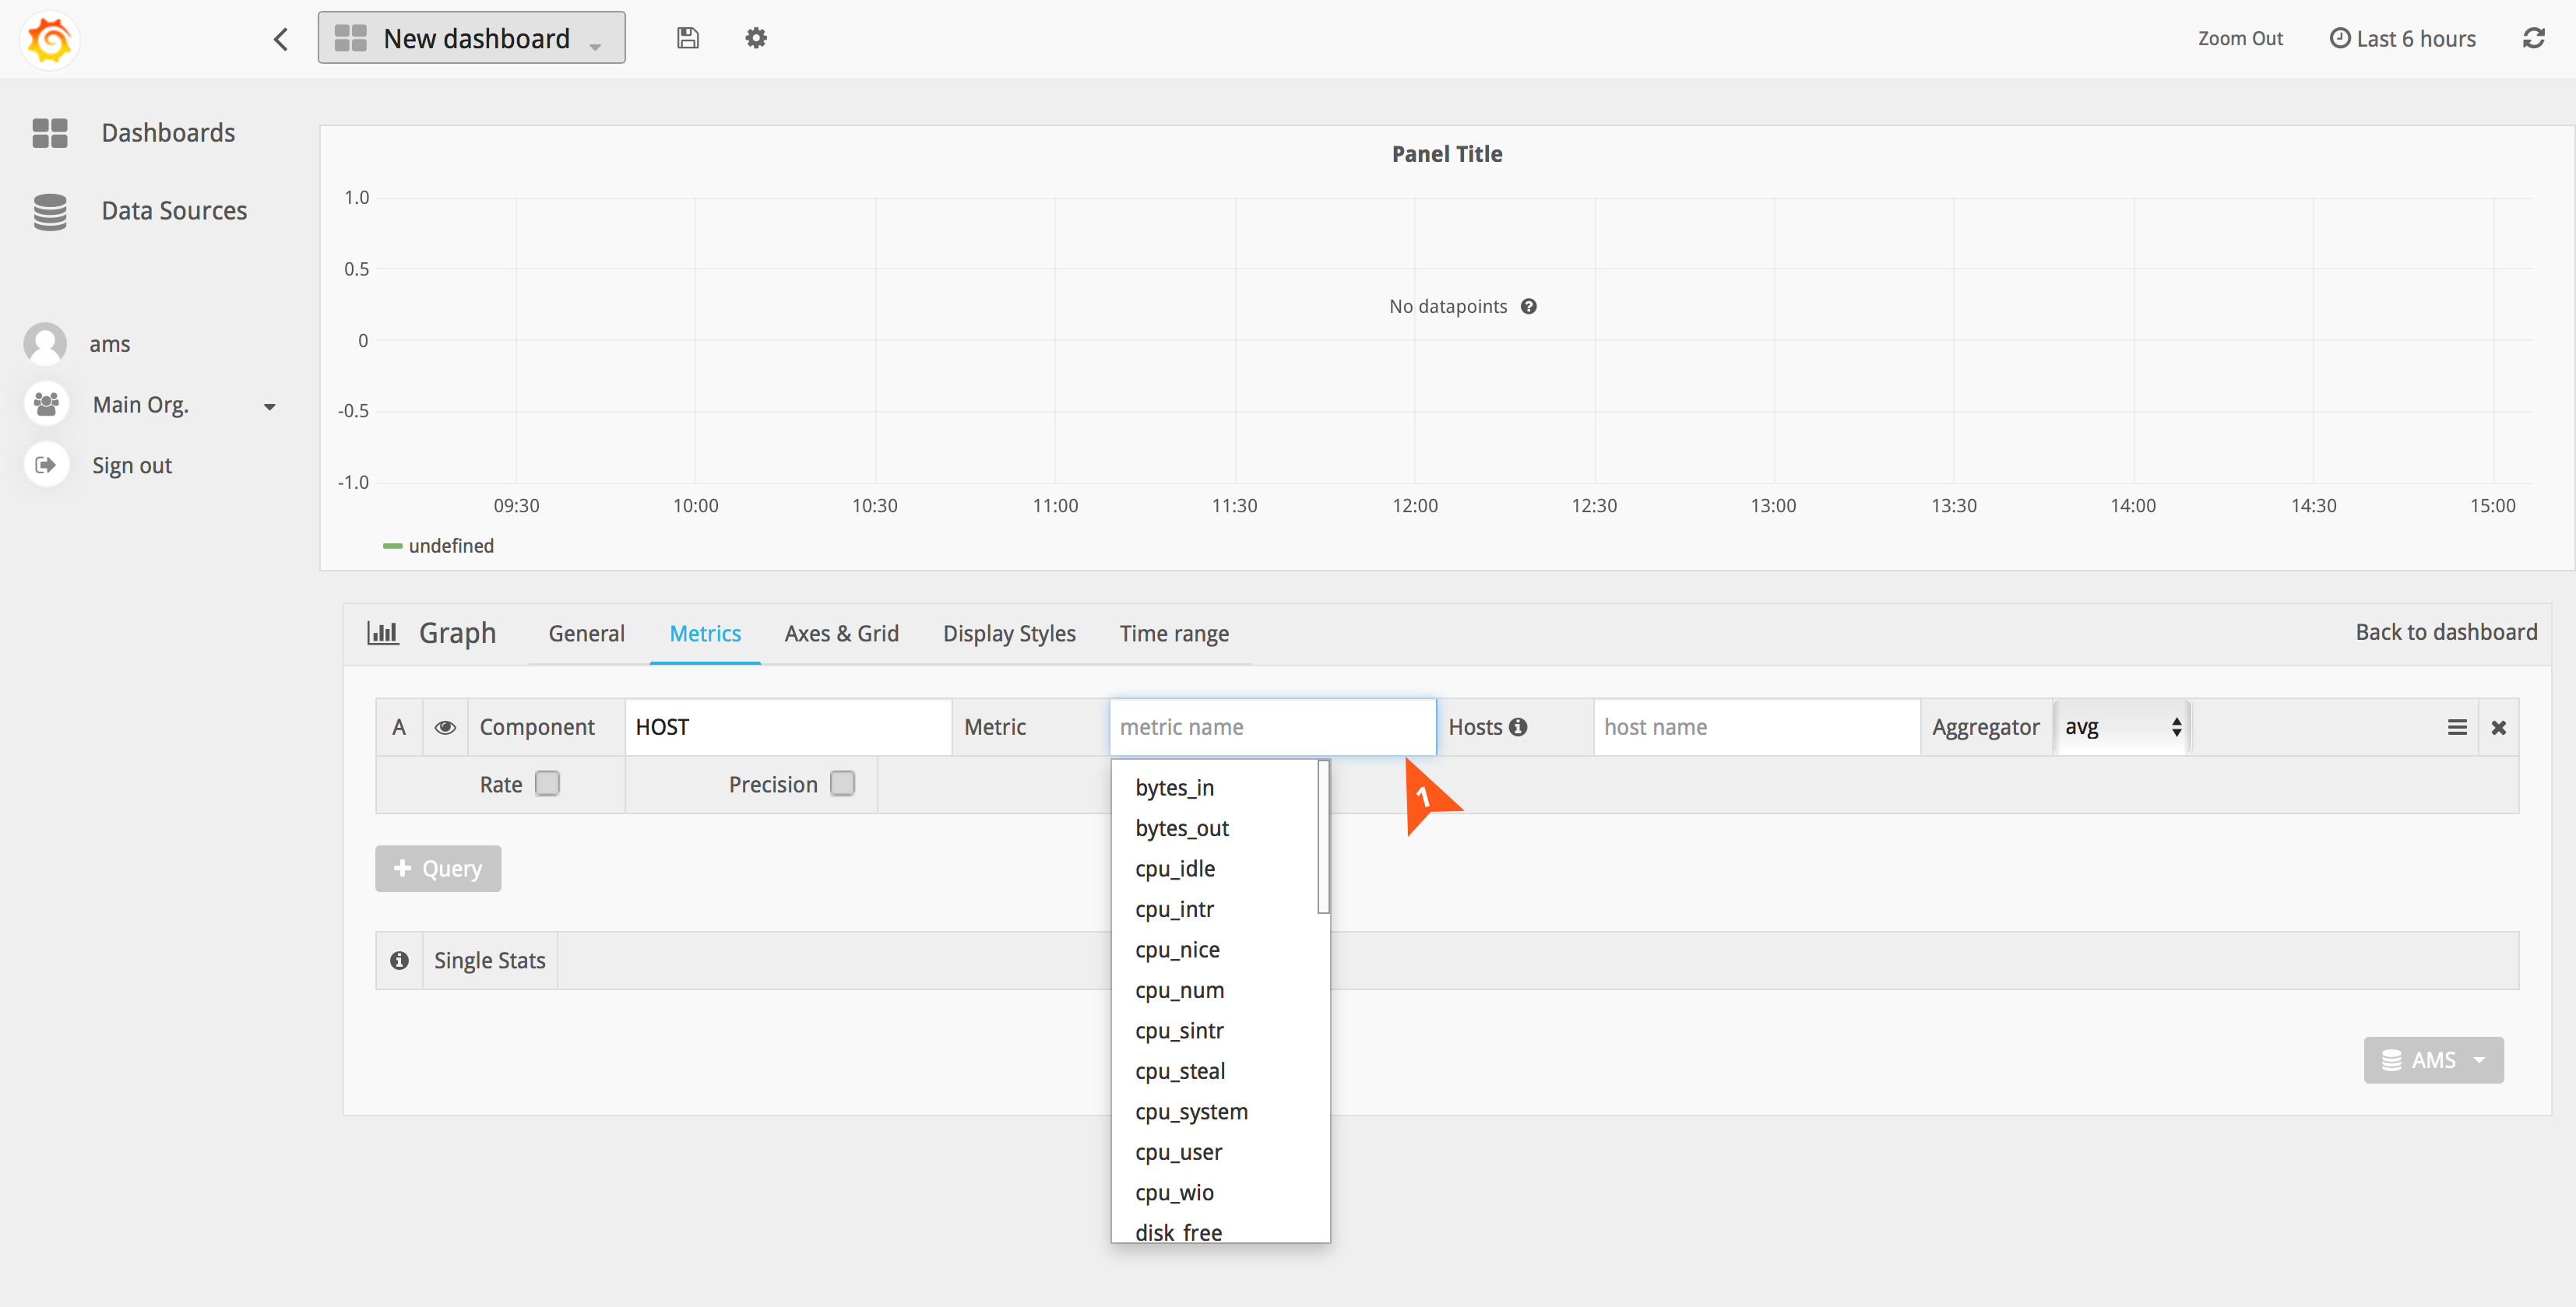 New dashboard
Zoom Out
Last 6 hours
Dashboards
Data Sources
ams
Main Org.
Sign out
Panel Title
1.0
0.5
0
-0.5
-1.0
No datapoints
09:30 10:00 10:30 11:00 11:30 12:00 12:30 13:00 13:30 14:00 14:30 15:00
undefined
Graph General Metrics Axes & Grid Display Styles Time range Back to dashboard
A Component HOST Metric metric name Hosts host name Aggregator avg
Rate Precision
1
bytes_in
bytes_out
cpu_idle
cpu_intr
cpu_nice
cpu_num
cpu_sintr
cpu_steal
cpu_system
cpu_user
cpu_wio
disk_free
Query
Single Stats
AMS